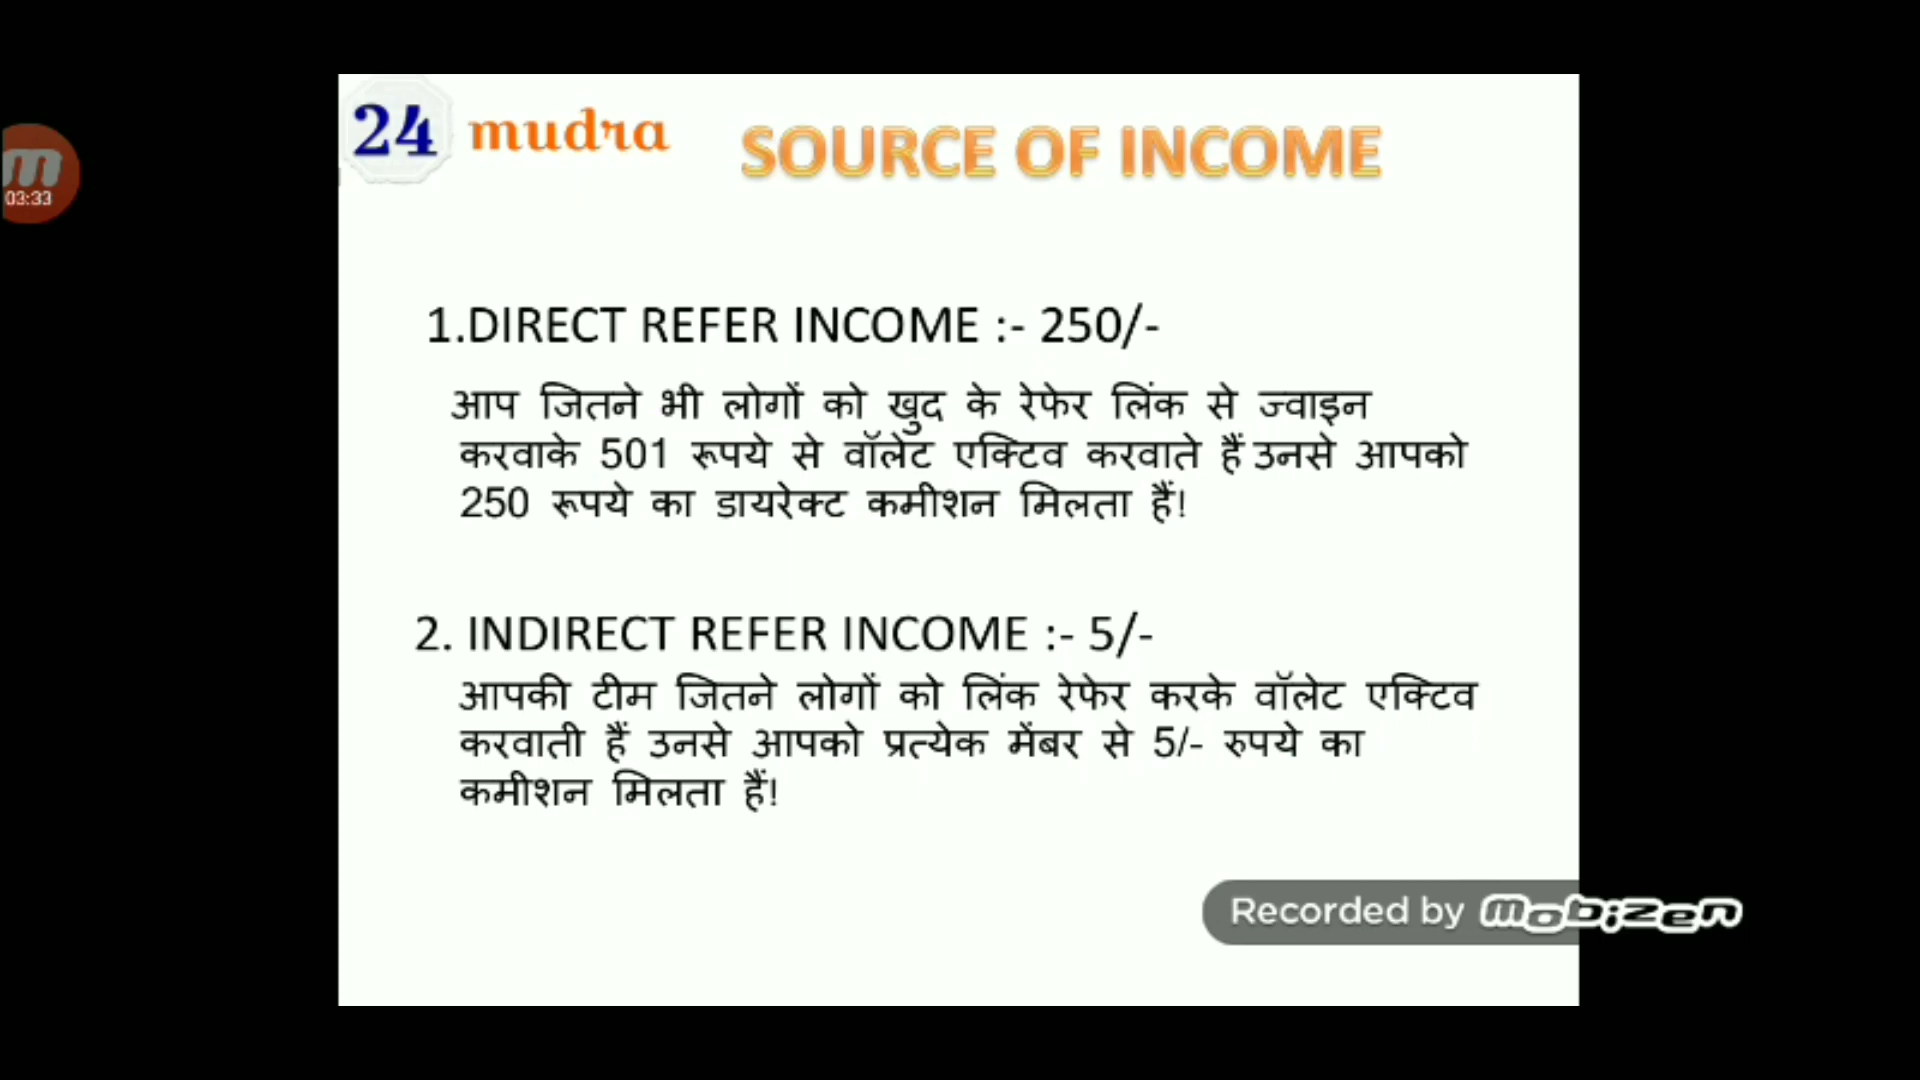 24 mudra
SOURCE OF INCOME
03:33
1.DIRECT REFER INCOME :- 250/-
आप जितने भी लोगों को खुद के रेफेर लिंक से ज्वाइन
करवाके 501 रूपये से वॉलेट एक्टिव करवाते हैं उनसे आपको
250 रूपये का डायरेक्ट कमीशन मिलता हैं!
2. INDIRECT REFER INCOME :- 5/-
आपकी टीम जितने लोगों को लिंक रेफेर करके वॉलेट एक्टिव
करवाती हैं उनसे आपको प्रत्येक मेंबर से 5/- रुपये का
कमीशन मिलता हैं!
Recorded by mobizen